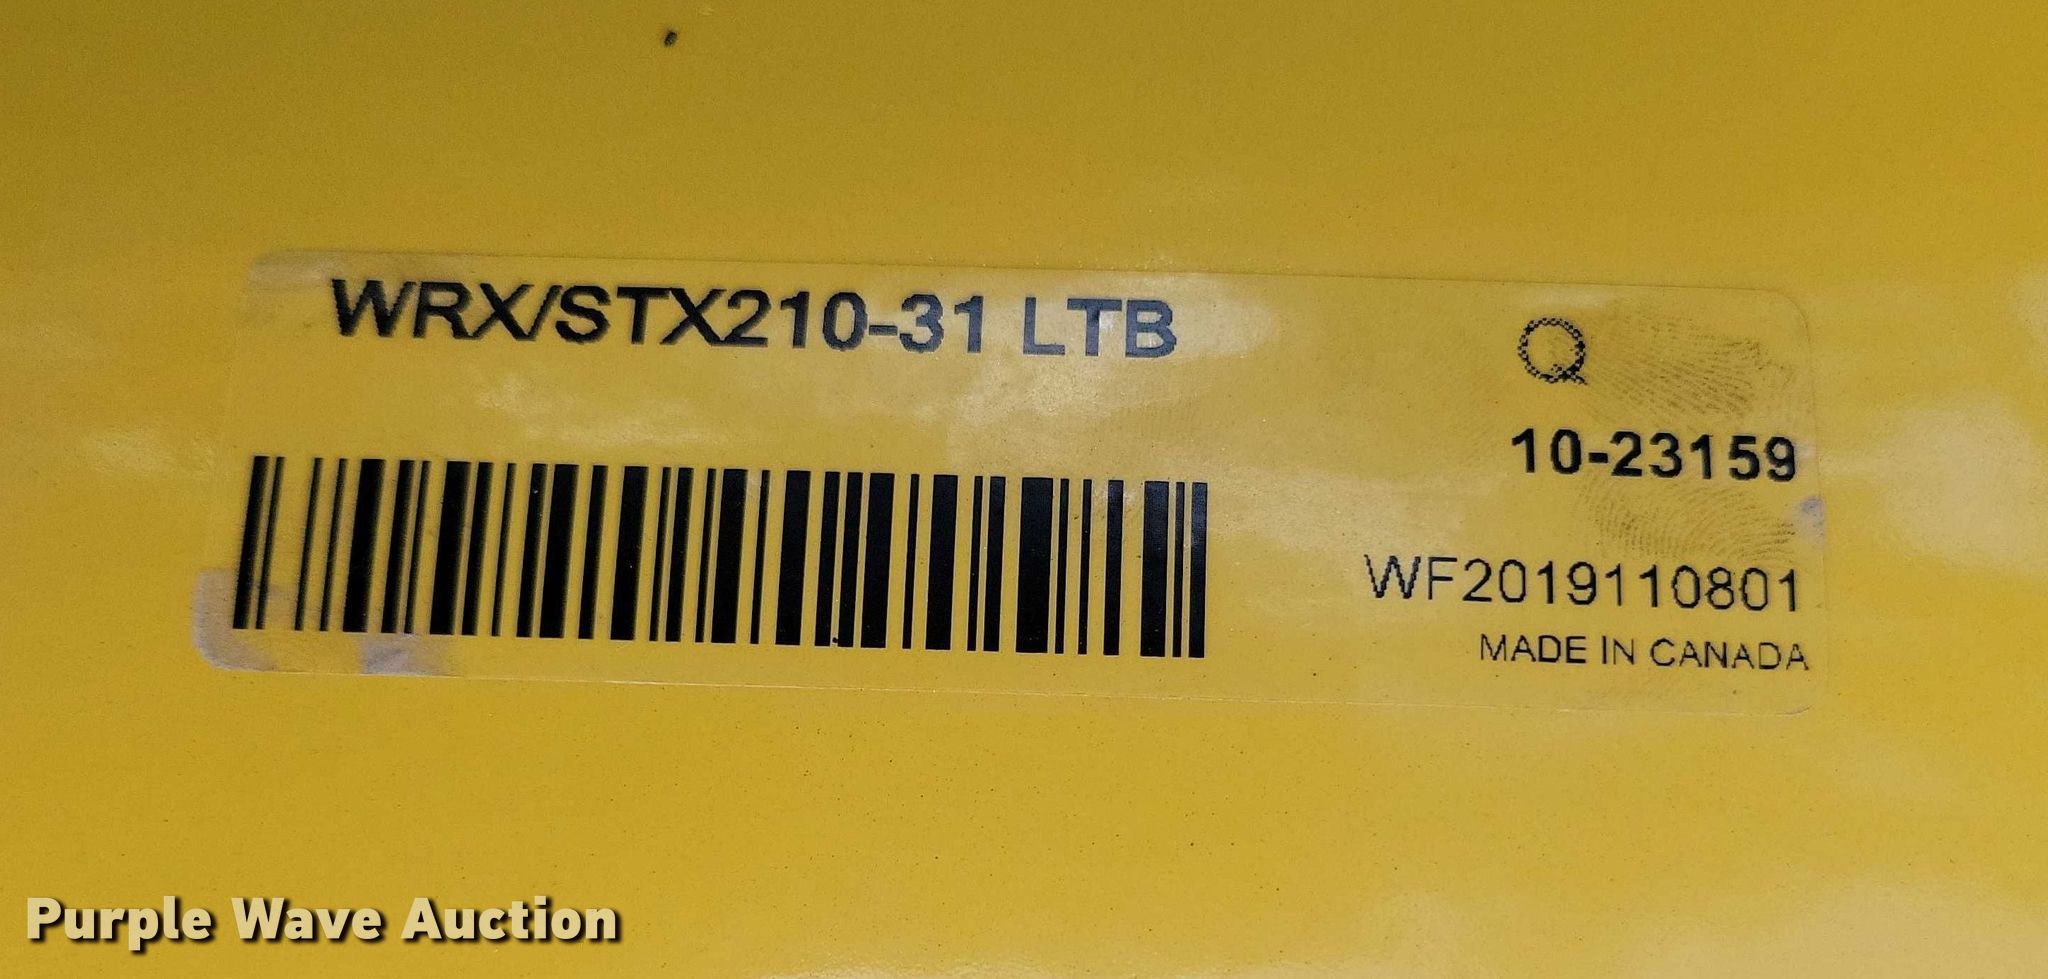 WRX/STX210-31 LTB
Q
10-23159
WF2019110801
MADE IN CANADA
Purple Wave Auction